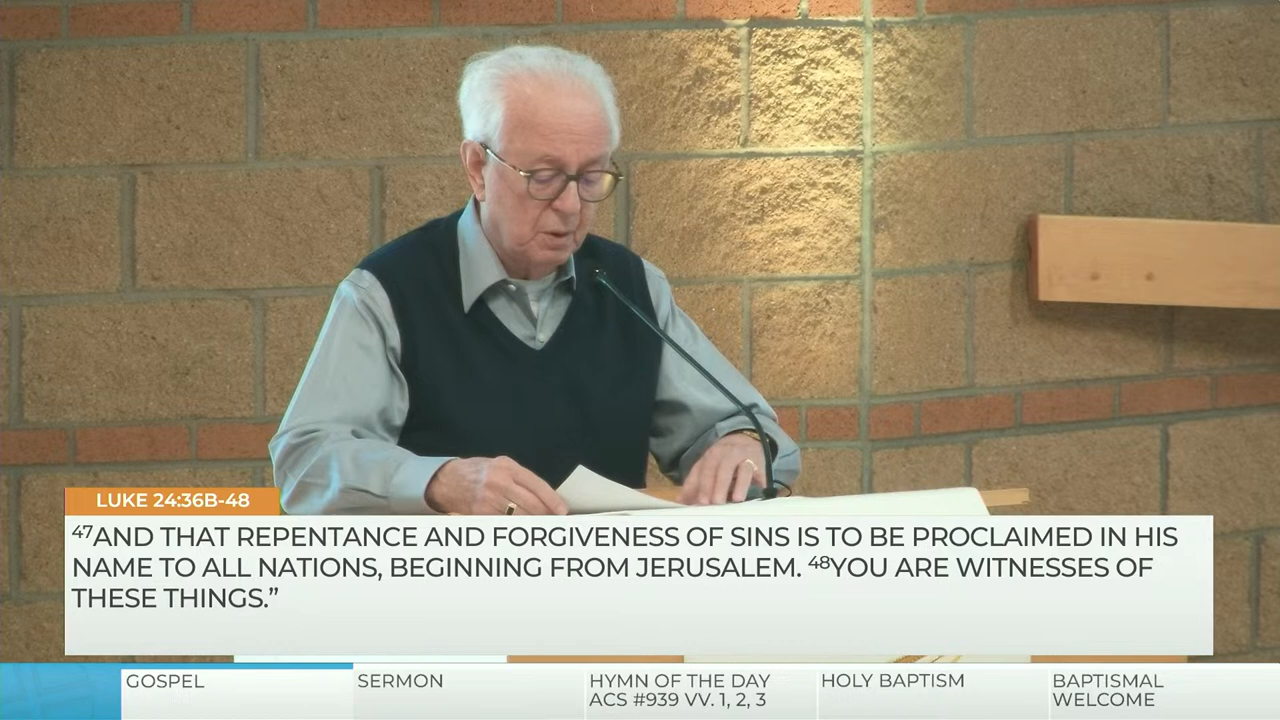 LUKE 24:36B-48
47AND THAT REPENTANCE AND FORGIVENESS OF SINS IS TO BE PROCLAIMED IN HIS
NAME TO ALL NATIONS, BEGINNING FROM JERUSALEM. 48YOU ARE WITNESSES OF
THESE THINGS.”
GOSPEL
SERMON
HYMN OF THE DAY
ACS #939 VV. 1, 2, 3
HOLY BAPTISM
BAPTISMAL
WELCOME